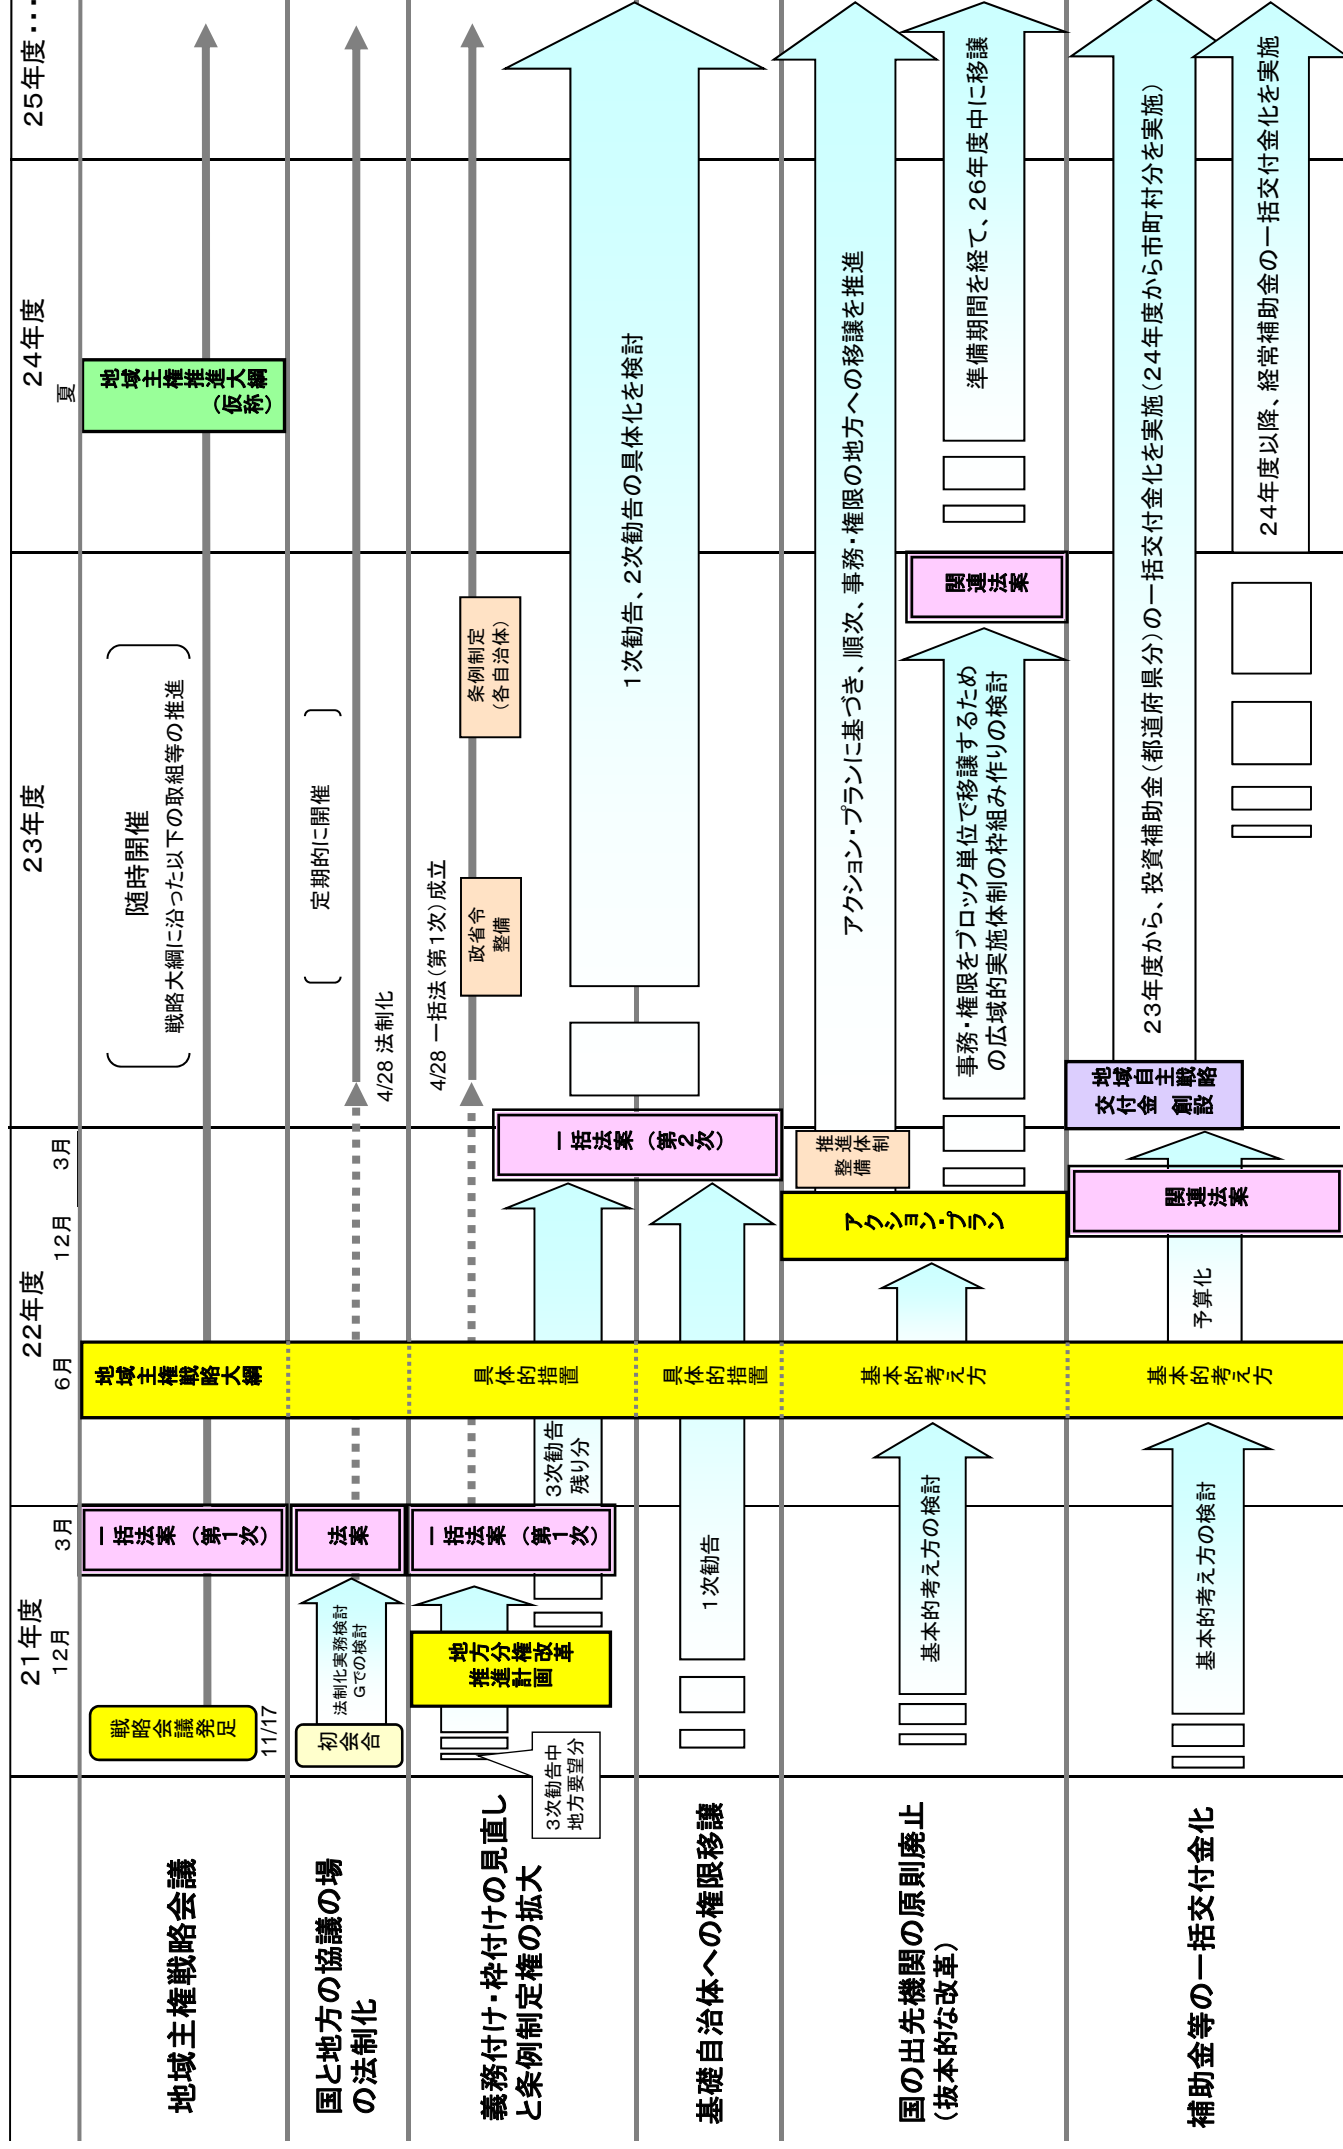 21年度
22年度
23年度
24年度
25年度・・・
12月
3月
6月
12月
3月
夏
地域主権戦略会議
戦略会議発足
11/17
一括法案（第1次）
地域主権戦略大綱
随時開催
戦略大綱に沿った以下の取組等の推進
地域主権推進大綱
（仮称）
国と地方の協議の場
の法制化
初会合
法制化実務検討
Gでの検討
法案
4/28 法制化
定期的に開催
義務付け・枠付けの見直し
と条例制定権の拡大
3次勧告中
地方要望分
地方分権改革
推進計画
一括法案（第1次）
3次勧告
残り分
具体的措置
一括法案（第2次）
4/28 一括法（第1次）成立
政省令
整備
条例制定
（各自治体）
1次勧告、2次勧告の具体化を検討
基礎自治体への権限移譲
1次勧告
具体的措置
国の出先機関の原則廃止
（抜本的な改革）
基本的考え方の検討
基本的考え方
アクション・プラン
推進体制
整備
アクション・プランに基づき、順次、事務・権限の地方への移譲を推進
事務・権限をブロック単位で移譲するため
の広域的実施体制の枠組み作りの検討
関連法案
準備期間を経て、26年度中に移譲
補助金等の一括交付金化
基本的考え方の検討
基本的考え方
予算化
関連法案
地域自主戦略
交付金 創設
23年度から、投資補助金（都道府県分）の一括交付金化を実施（24年度から市町村分を実施）
24年度以降、経常補助金の一括交付金化を実施